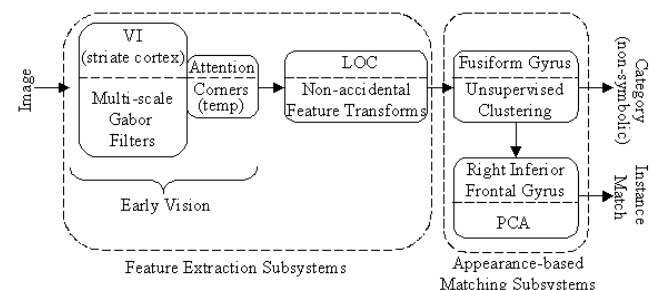 Image
VI
(striate cortex)
Multi-scale
Gabor
Filters
Attention
Corners
(temp)
Early Vision
LOC
Non-accidental
Feature Transforms
Feature Extraction Subsystems
Fusiform Gyrus
Unsupervised
Clustering
Right Inferior
Frontal Gyrus
PCA
Appearance-based
Matching Subsystems
Category
(non-symbolic)
Instance
Match